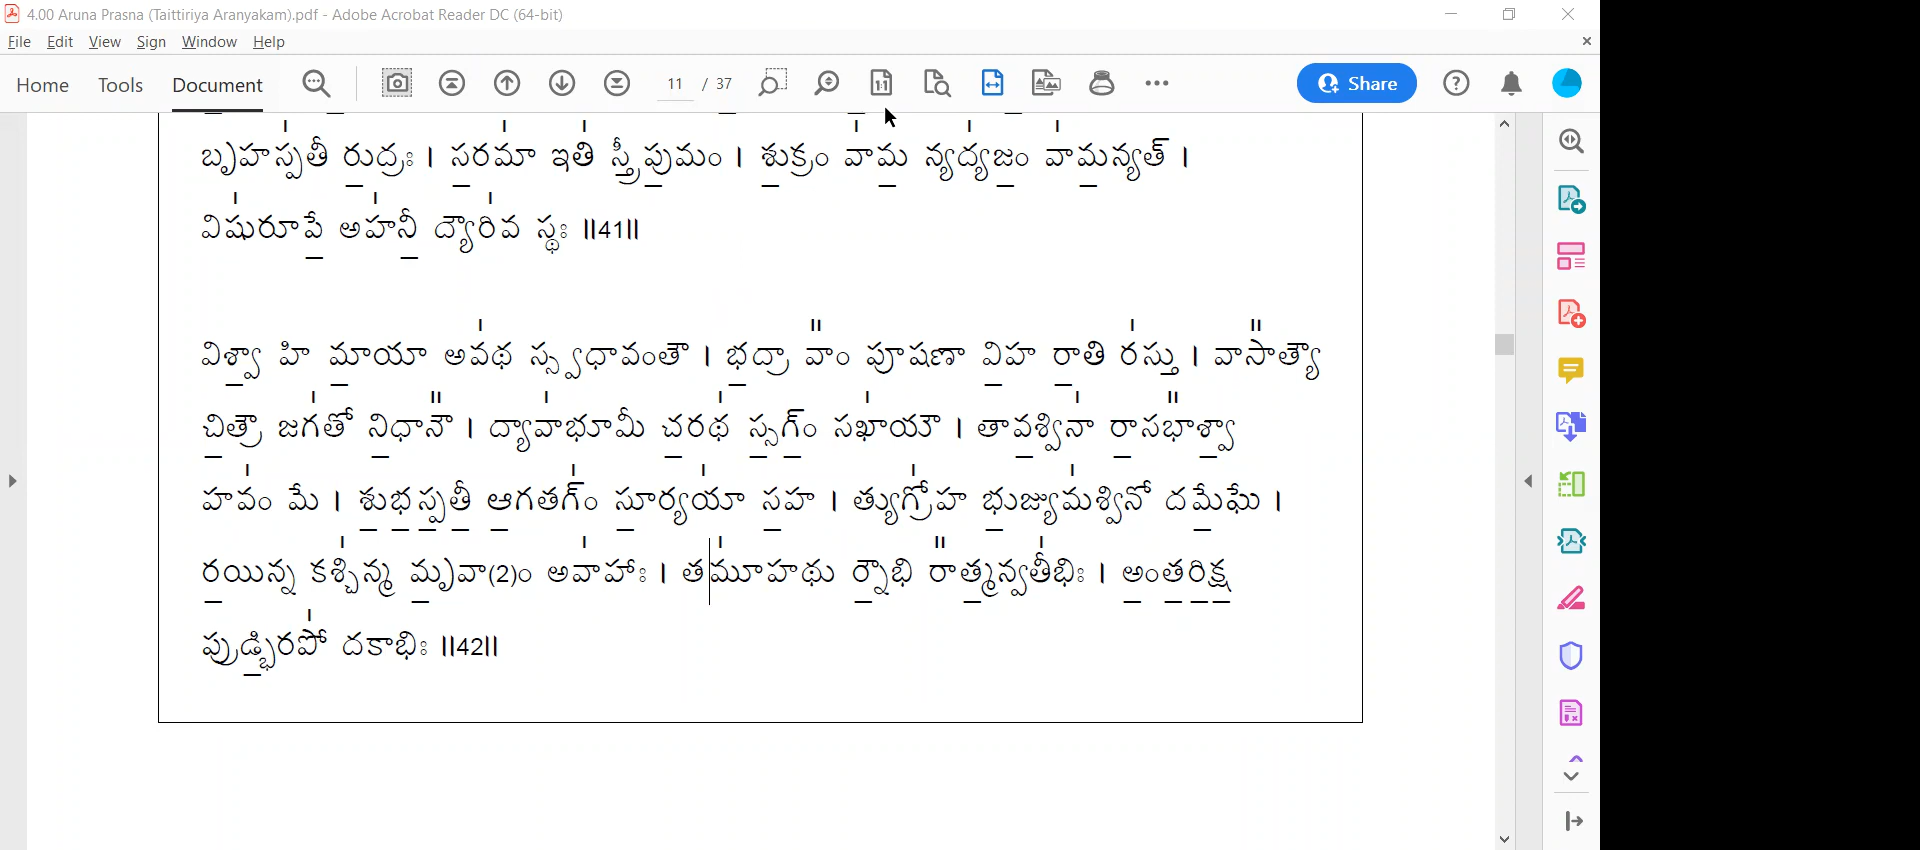 4.00 Aruna Prasna (Taittiriya Aranyakam).pdf - Adobe Acrobat Reader DC (64-bit)
File Edit View Sign Window Help
Home Tools Document 11 / 37 Share
బృహస్పతీ రుద్రః । సరమా ఇతి స్త్రీపుమం । శుక్రం వామ న్యద్యజం వామన్యత్ ।
విషురూపే అహనీ ద్యౌరివ స్థః ॥41॥
విశ్వా హి మాయా అవథ స్స్వధావంతౌ । భద్రా వాం పూషణా విహ రాతి రస్తు । వాసాత్యౌ
చిత్రౌ జగతో నిధానౌ । ద్యావాభూమీ చరథ స్సగ్ం సఖాయౌ । తావశ్వినా రాసభాశ్వా
హవం మే । శుభస్పతీ ఆగతగ్ం సూర్యయా సహ । త్యుగ్రోహ భుజ్యుమశ్వినో దమేఘే ।
రయిన్న కశ్చిన్మ మృవా(2)ం అవాహాః । తమూహథు ర్నౌభి రాత్మన్వతీభిః । అంతరిక్ష
ప్రుడ్భిరపో దకాభిః ॥42॥